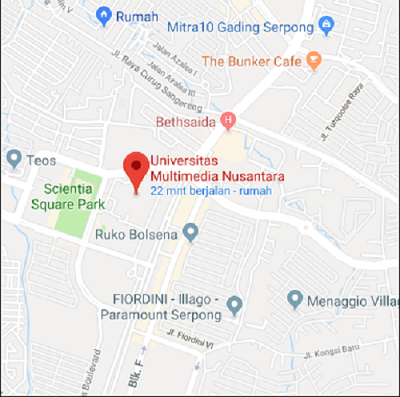 Rumah
Mitra10 Gading Serpong
Jalan Azalea I
The Bunker Cafe
Jl. Raya Curug Sangereng
Jalan Azalea III
Jl. Turquoise Raya
Bethsaida
H
Teos
Universitas
Multimedia Nusantara
22 mnt berjalan - rumah
Scientia
Square Park
Ruko Bolsena
FIORDINI - Illago -
Paramount Serpong
Menaggio Villag
Jl. Fiordini VI
Jl. Kongsi Baru
Blk. F
a Boulevard